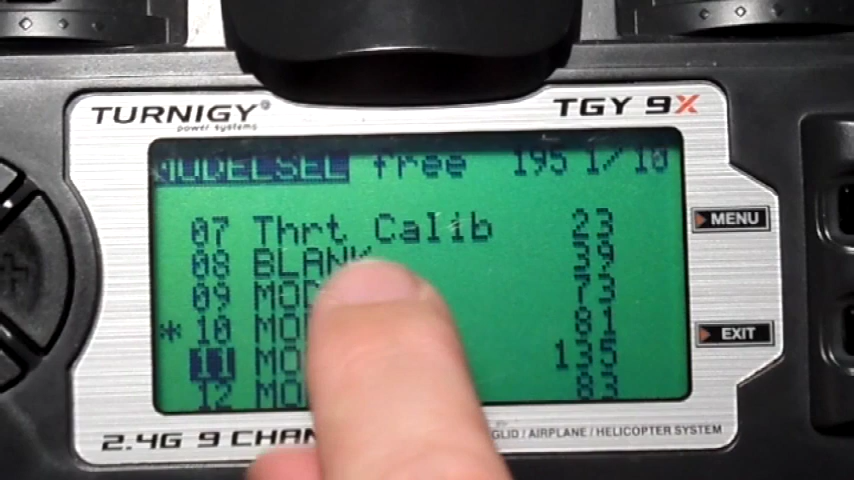 TURNIGY®
power systems
TGY 9X
MODELSEL free 195 1/10
07 Thrt Calib 23
08 BLANK 39
09 MOD 73
*10 MO 81
11 MO 135
12 MO 83
MENU
EXIT
2.4G 9 CHAN
GLID / AIRPLANE / HELICOPTER SYSTEM